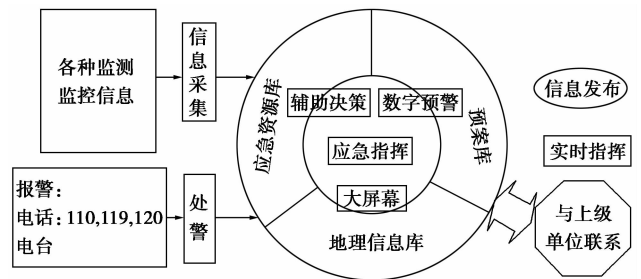 各种监测
监控信息
信息采集
报警：
电话：110,119,120
电台
处警
应急资源库
预案库
地理信息库
辅助决策
数字预警
应急指挥
大屏幕
信息发布
实时指挥
与上级
单位联系